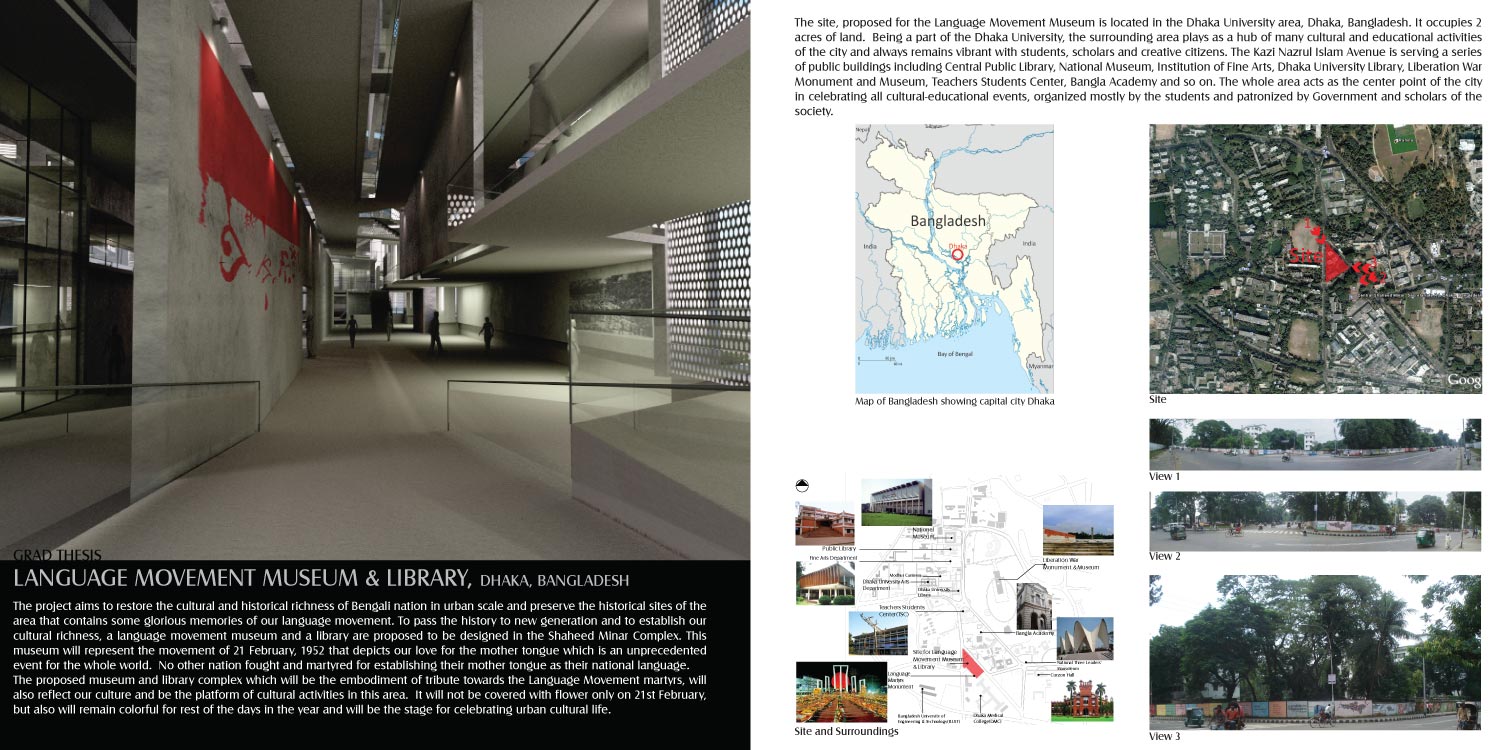 GRAD THESIS
LANGUAGE MOVEMENT MUSEUM & LIBRARY, DHAKA, BANGLADESH
The project aims to restore the cultural and historical richness of Bengali nation in urban scale and preserve the historical sites of the
area that contains some glorious memories of our language movement. To pass the history to new generation and to establish our
cultural richness, a language movement museum and a library are proposed to be designed in the Shaheed Minar Complex. This
museum will represent the movement of 21 February, 1952 that depicts our love for the mother tongue which is an unprecedented
event for the whole world. No other nation fought and martyred for establishing their mother tongue as their national language.
The proposed museum and library complex which will be the embodiment of tribute towards the Language Movement martyrs, will
also reflect our culture and be the platform of cultural activities in this area. It will not be covered with flower only on 21st February,
but also will remain colorful for rest of the days in the year and will be the stage for celebrating urban cultural life.
The site, proposed for the Language Movement Museum is located in the Dhaka University area, Dhaka, Bangladesh. It occupies 2
acres of land. Being a part of the Dhaka University, the surrounding area plays as a hub of many cultural and educational activities
of the city and always remains vibrant with students, scholars and creative citizens. The Kazi Nazrul Islam Avenue is serving a series
of public buildings including Central Public Library, National Museum, Institution of Fine Arts, Dhaka University Library, Liberation War
Monument and Museum, Teachers Students Center, Bangla Academy and so on. The whole area acts as the center point of the city
in celebrating all cultural-educational events, organized mostly by the students and patronized by Government and scholars of the
society.
Nepal
Bangladesh
Dhaka
India
India
Bay of Bengal
Myanmar
Map of Bangladesh showing capital city Dhaka
Site
Goog
Site
View 1
View 2
View 3
National
Museum
Public Library
Fine Arts Department
Dhaka University Arts
Department
Teachers Students
Center(TSC)
Liberation War
Monument & Museum
Bangla Academy
Site for Language
Movement Museum
& Library
Language
Martyrs
Monument
National Three Leaders'
Curzon Hall
Bangladesh University of
Engineering & Technology(BUET)
Dhaka Medical
College(DMC)
Site and Surroundings